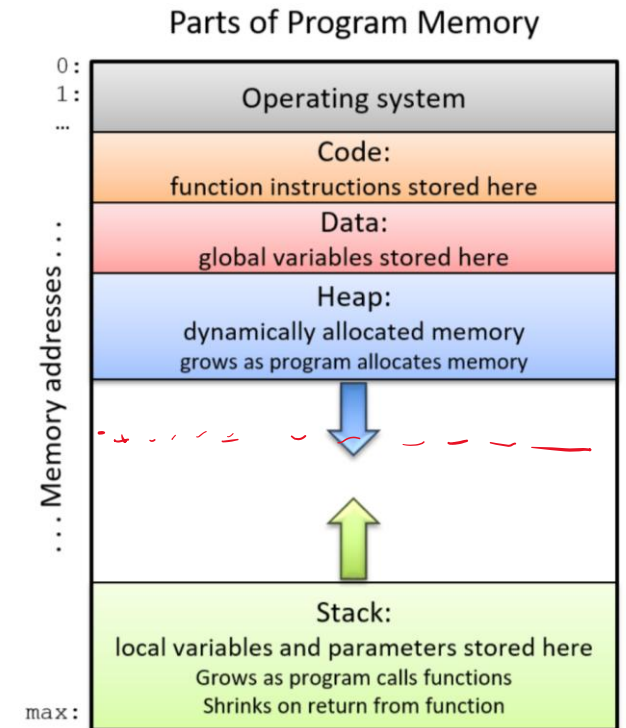 Parts of Program Memory
0:
1:
...
Operating system
Code:
function instructions stored here
Data:
global variables stored here
Heap:
dynamically allocated memory
grows as program allocates memory
. . . Memory addresses . . .
Stack:
local variables and parameters stored here
Grows as program calls functions
Shrinks on return from function
max: